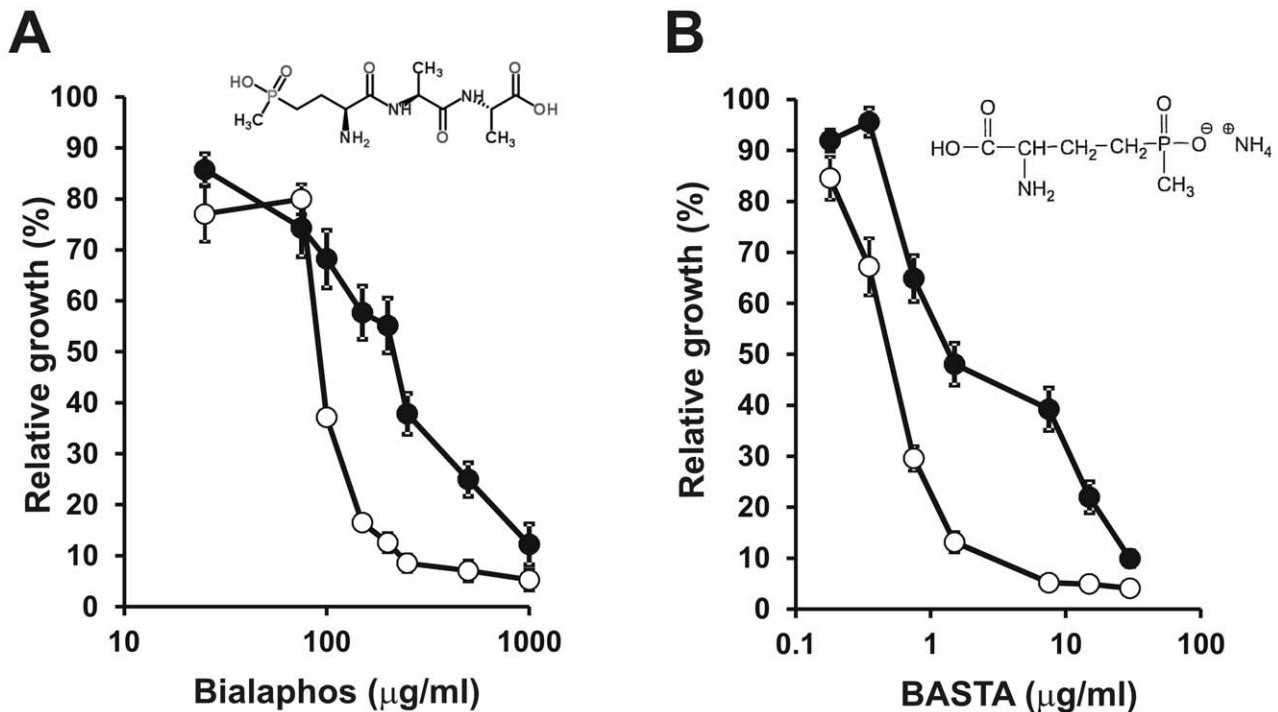 A
B
HO O P H₃C NH₂ O NH CH₃ O NH CH₃ O OH
O HO–C–CH–CH₂–CH₂–P–O ⊖ ⊕ NH₄
NH₂ O CH₃
Relative growth (%)
100
90
80
70
60
50
40
30
20
10
0
10 100 1000
Bialaphos (μg/ml)
Relative growth (%)
100
90
80
70
60
50
40
30
20
10
0
0.1 1 10 100
BASTA (μg/ml)